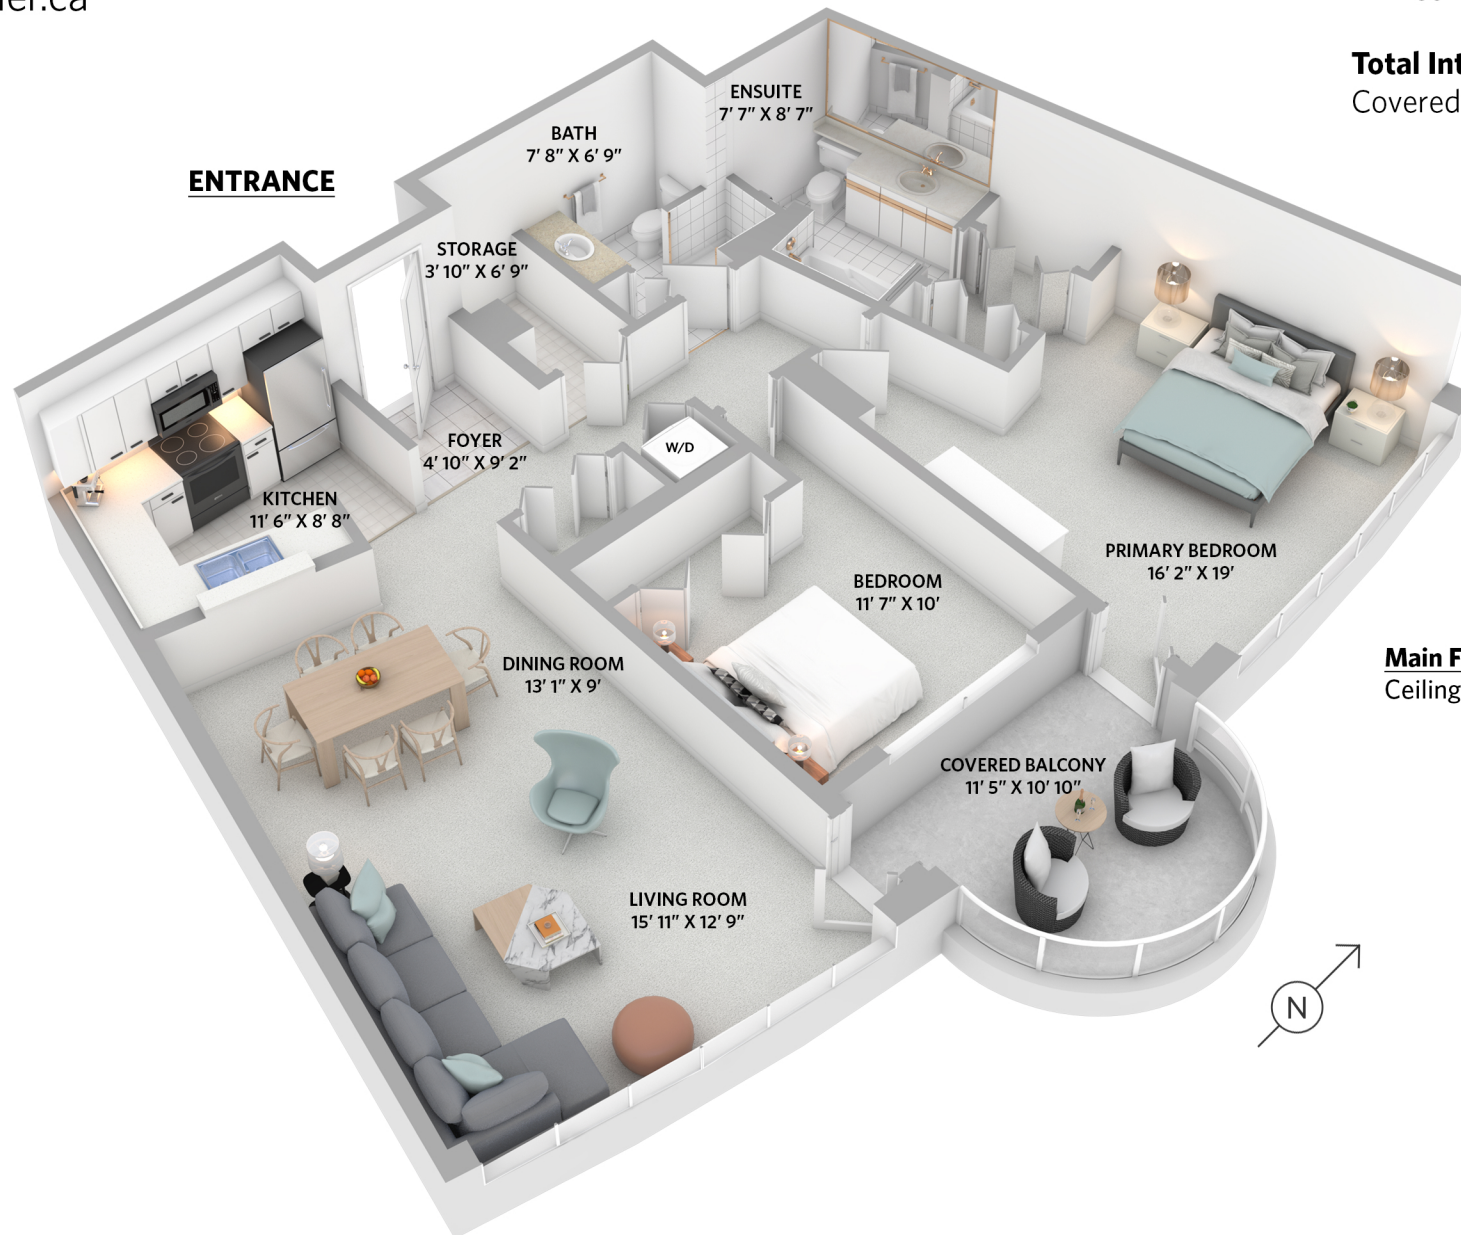 ENTRANCE
Total Int
Covered
ENSUITE
7' 7" X 8' 7"
BATH
7' 8" X 6' 9"
STORAGE
3' 10" X 6' 9"
FOYER
4' 10" X 9' 2"
W/D
KITCHEN
11' 6" X 8' 8"
PRIMARY BEDROOM
16' 2" X 19'
BEDROOM
11' 7" X 10'
DINING ROOM
13' 1" X 9'
Main F
Ceiling
COVERED BALCONY
11' 5" X 10' 10"
LIVING ROOM
15' 11" X 12' 9"
N